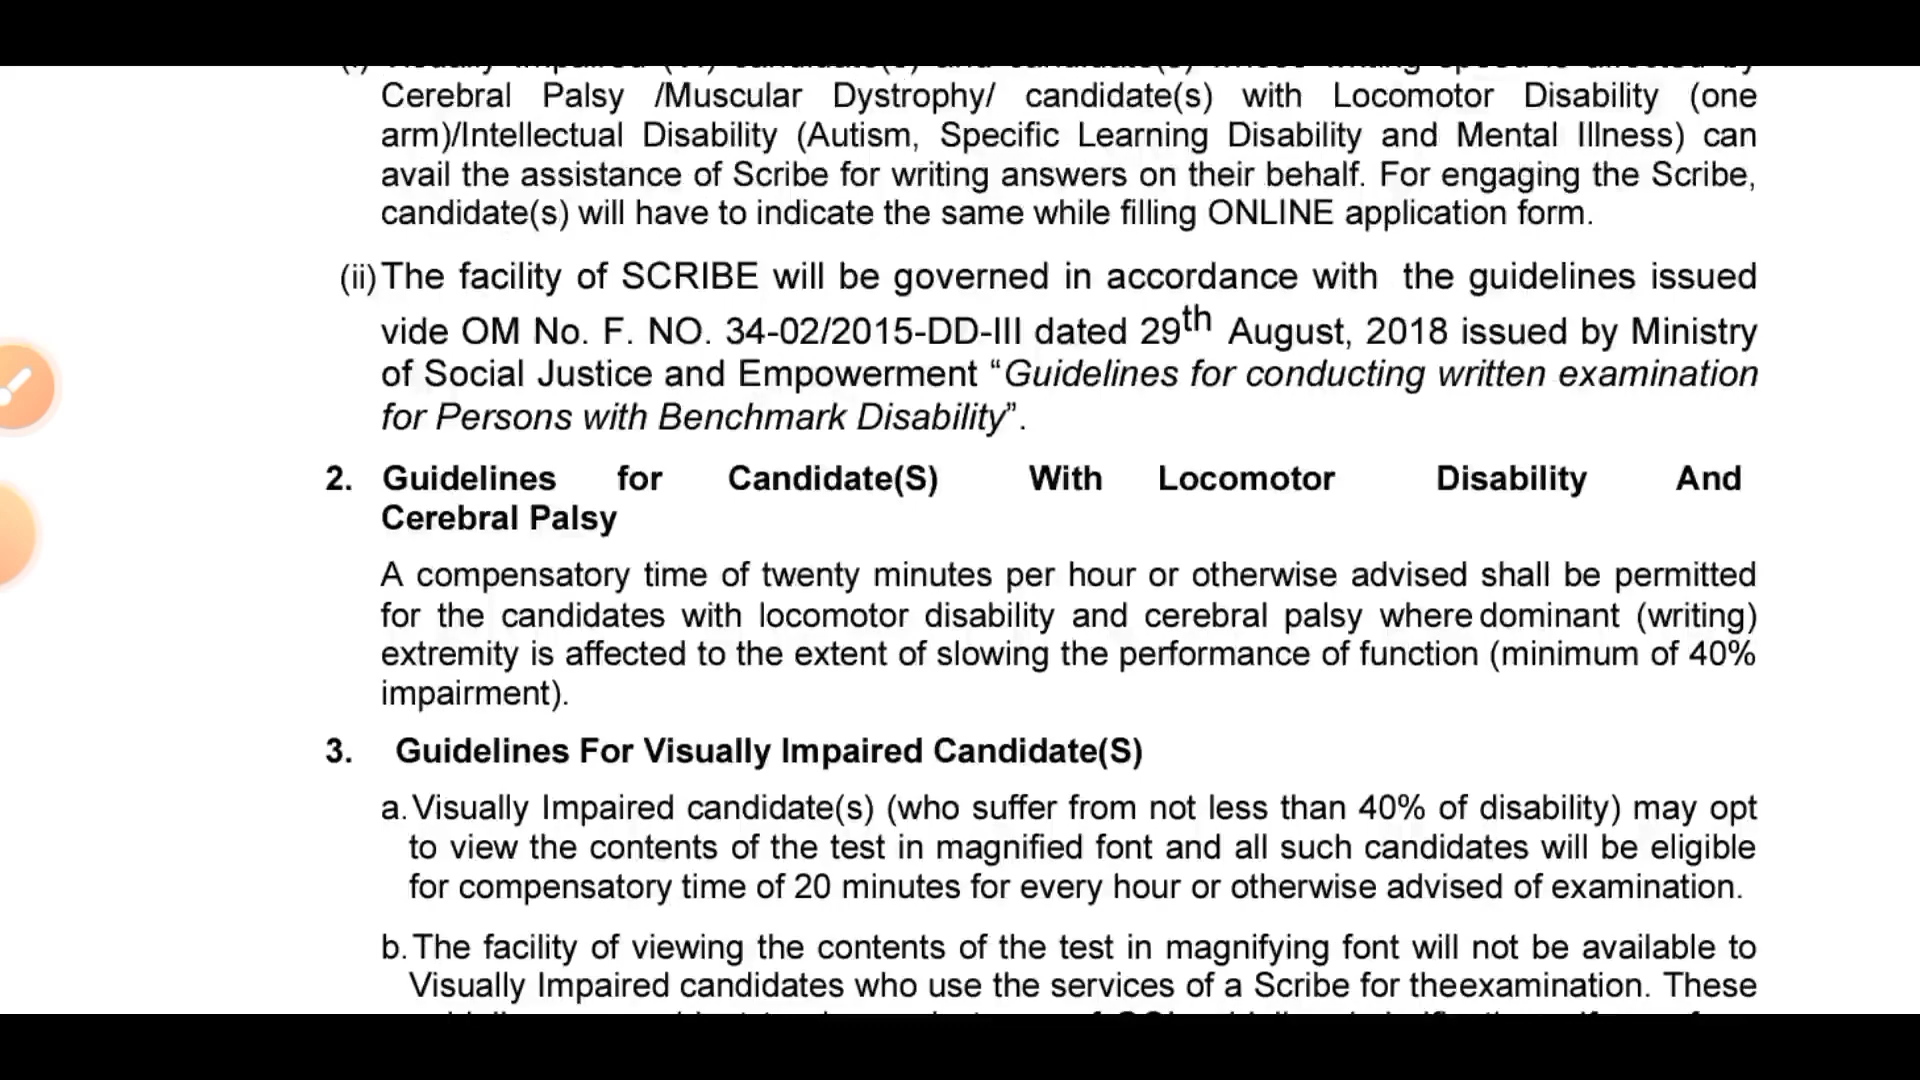 Cerebral Palsy /Muscular Dystrophy/ candidate(s) with Locomotor Disability (one
arm)/Intellectual Disability (Autism, Specific Learning Disability and Mental Illness) can
avail the assistance of Scribe for writing answers on their behalf. For engaging the Scribe,
candidate(s) will have to indicate the same while filling ONLINE application form.
(ii) The facility of SCRIBE will be governed in accordance with the guidelines issued
vide OM No. F. NO. 34-02/2015-DD-III dated 29th August, 2018 issued by Ministry
of Social Justice and Empowerment “Guidelines for conducting written examination
for Persons with Benchmark Disability”.
2. Guidelines for Candidate(S) With Locomotor Disability And
Cerebral Palsy
A compensatory time of twenty minutes per hour or otherwise advised shall be permitted
for the candidates with locomotor disability and cerebral palsy where dominant (writing)
extremity is affected to the extent of slowing the performance of function (minimum of 40%
impairment).
3. Guidelines For Visually Impaired Candidate(S)
a. Visually Impaired candidate(s) (who suffer from not less than 40% of disability) may opt
to view the contents of the test in magnified font and all such candidates will be eligible
for compensatory time of 20 minutes for every hour or otherwise advised of examination.
b. The facility of viewing the contents of the test in magnifying font will not be available to
Visually Impaired candidates who use the services of a Scribe for theexamination. These